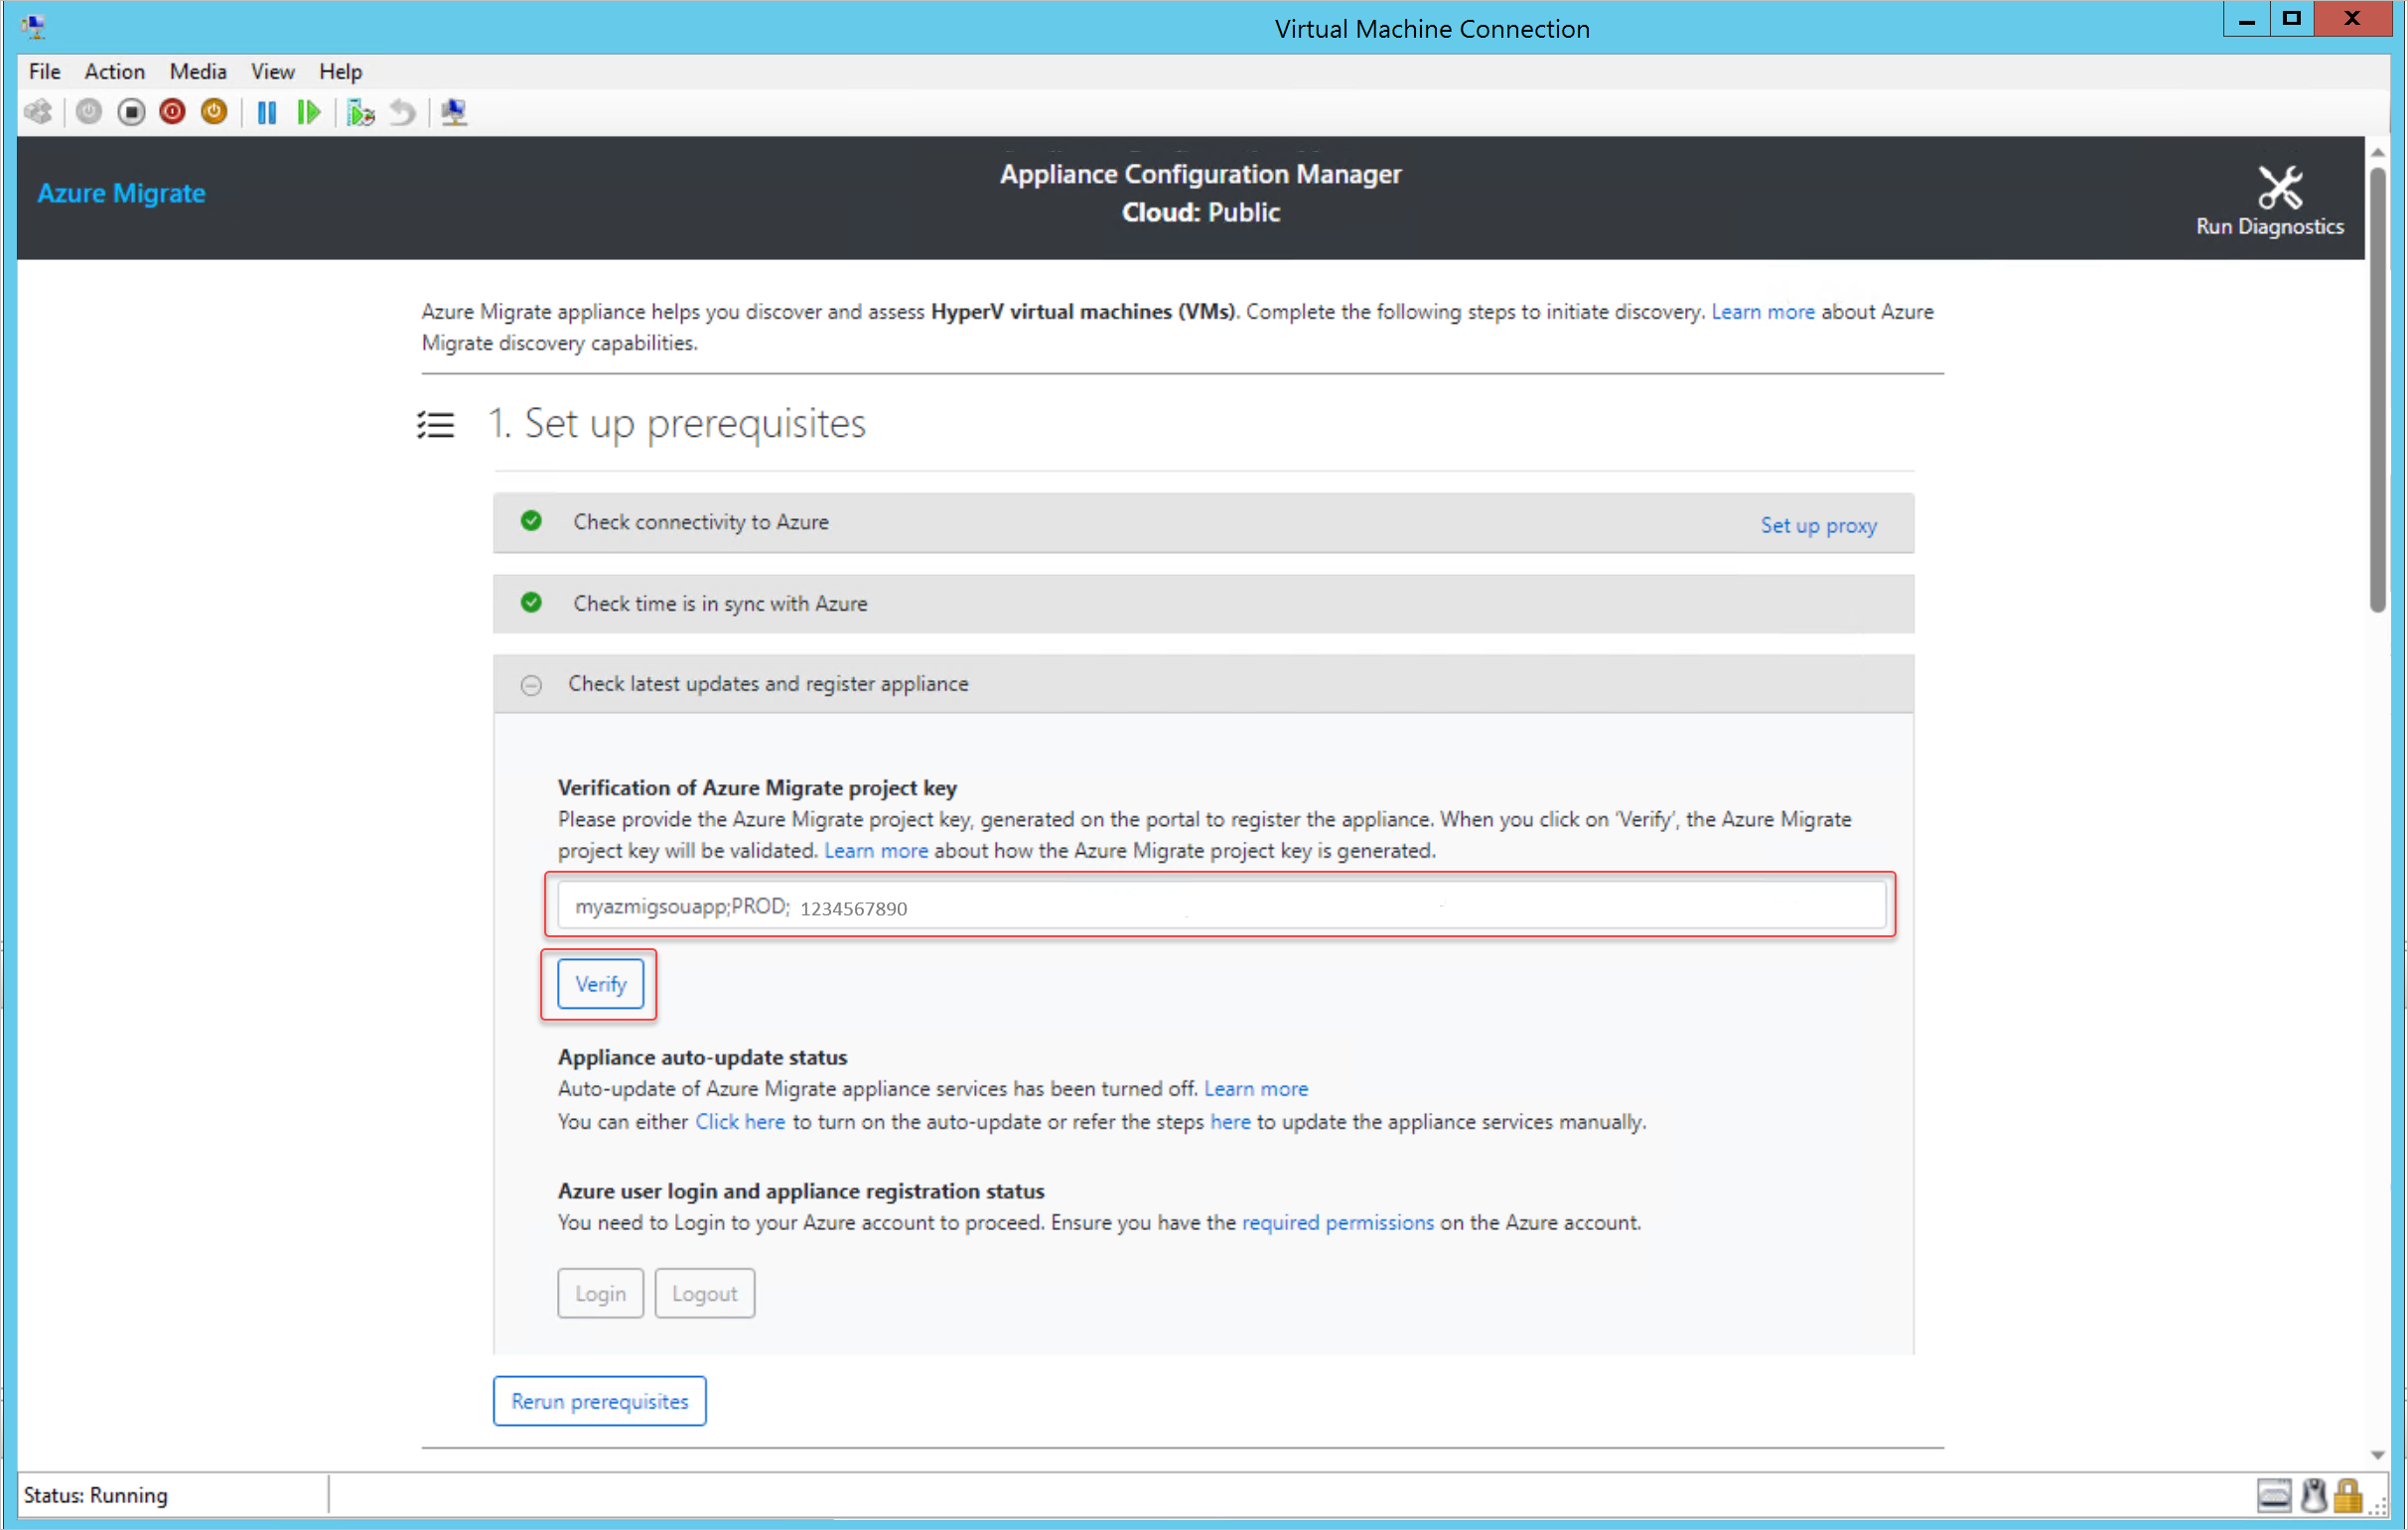 Virtual Machine Connection
File Action Media View Help
Azure Migrate
Appliance Configuration Manager
Cloud: Public
Run Diagnostics
Azure Migrate appliance helps you discover and assess HyperV virtual machines (VMs). Complete the following steps to initiate discovery. Learn more about Azure
Migrate discovery capabilities.
1. Set up prerequisites
Check connectivity to Azure
Set up proxy
Check time is in sync with Azure
Check latest updates and register appliance
Verification of Azure Migrate project key
Please provide the Azure Migrate project key, generated on the portal to register the appliance. When you click on ‘Verify’, the Azure Migrate
project key will be validated. Learn more about how the Azure Migrate project key is generated.
myazmigsouapp;PROD; 1234567890
Verify
Appliance auto-update status
Auto-update of Azure Migrate appliance services has been turned off. Learn more
You can either Click here to turn on the auto-update or refer the steps here to update the appliance services manually.
Azure user login and appliance registration status
You need to Login to your Azure account to proceed. Ensure you have the required permissions on the Azure account.
Login Logout
Rerun prerequisites
Status: Running